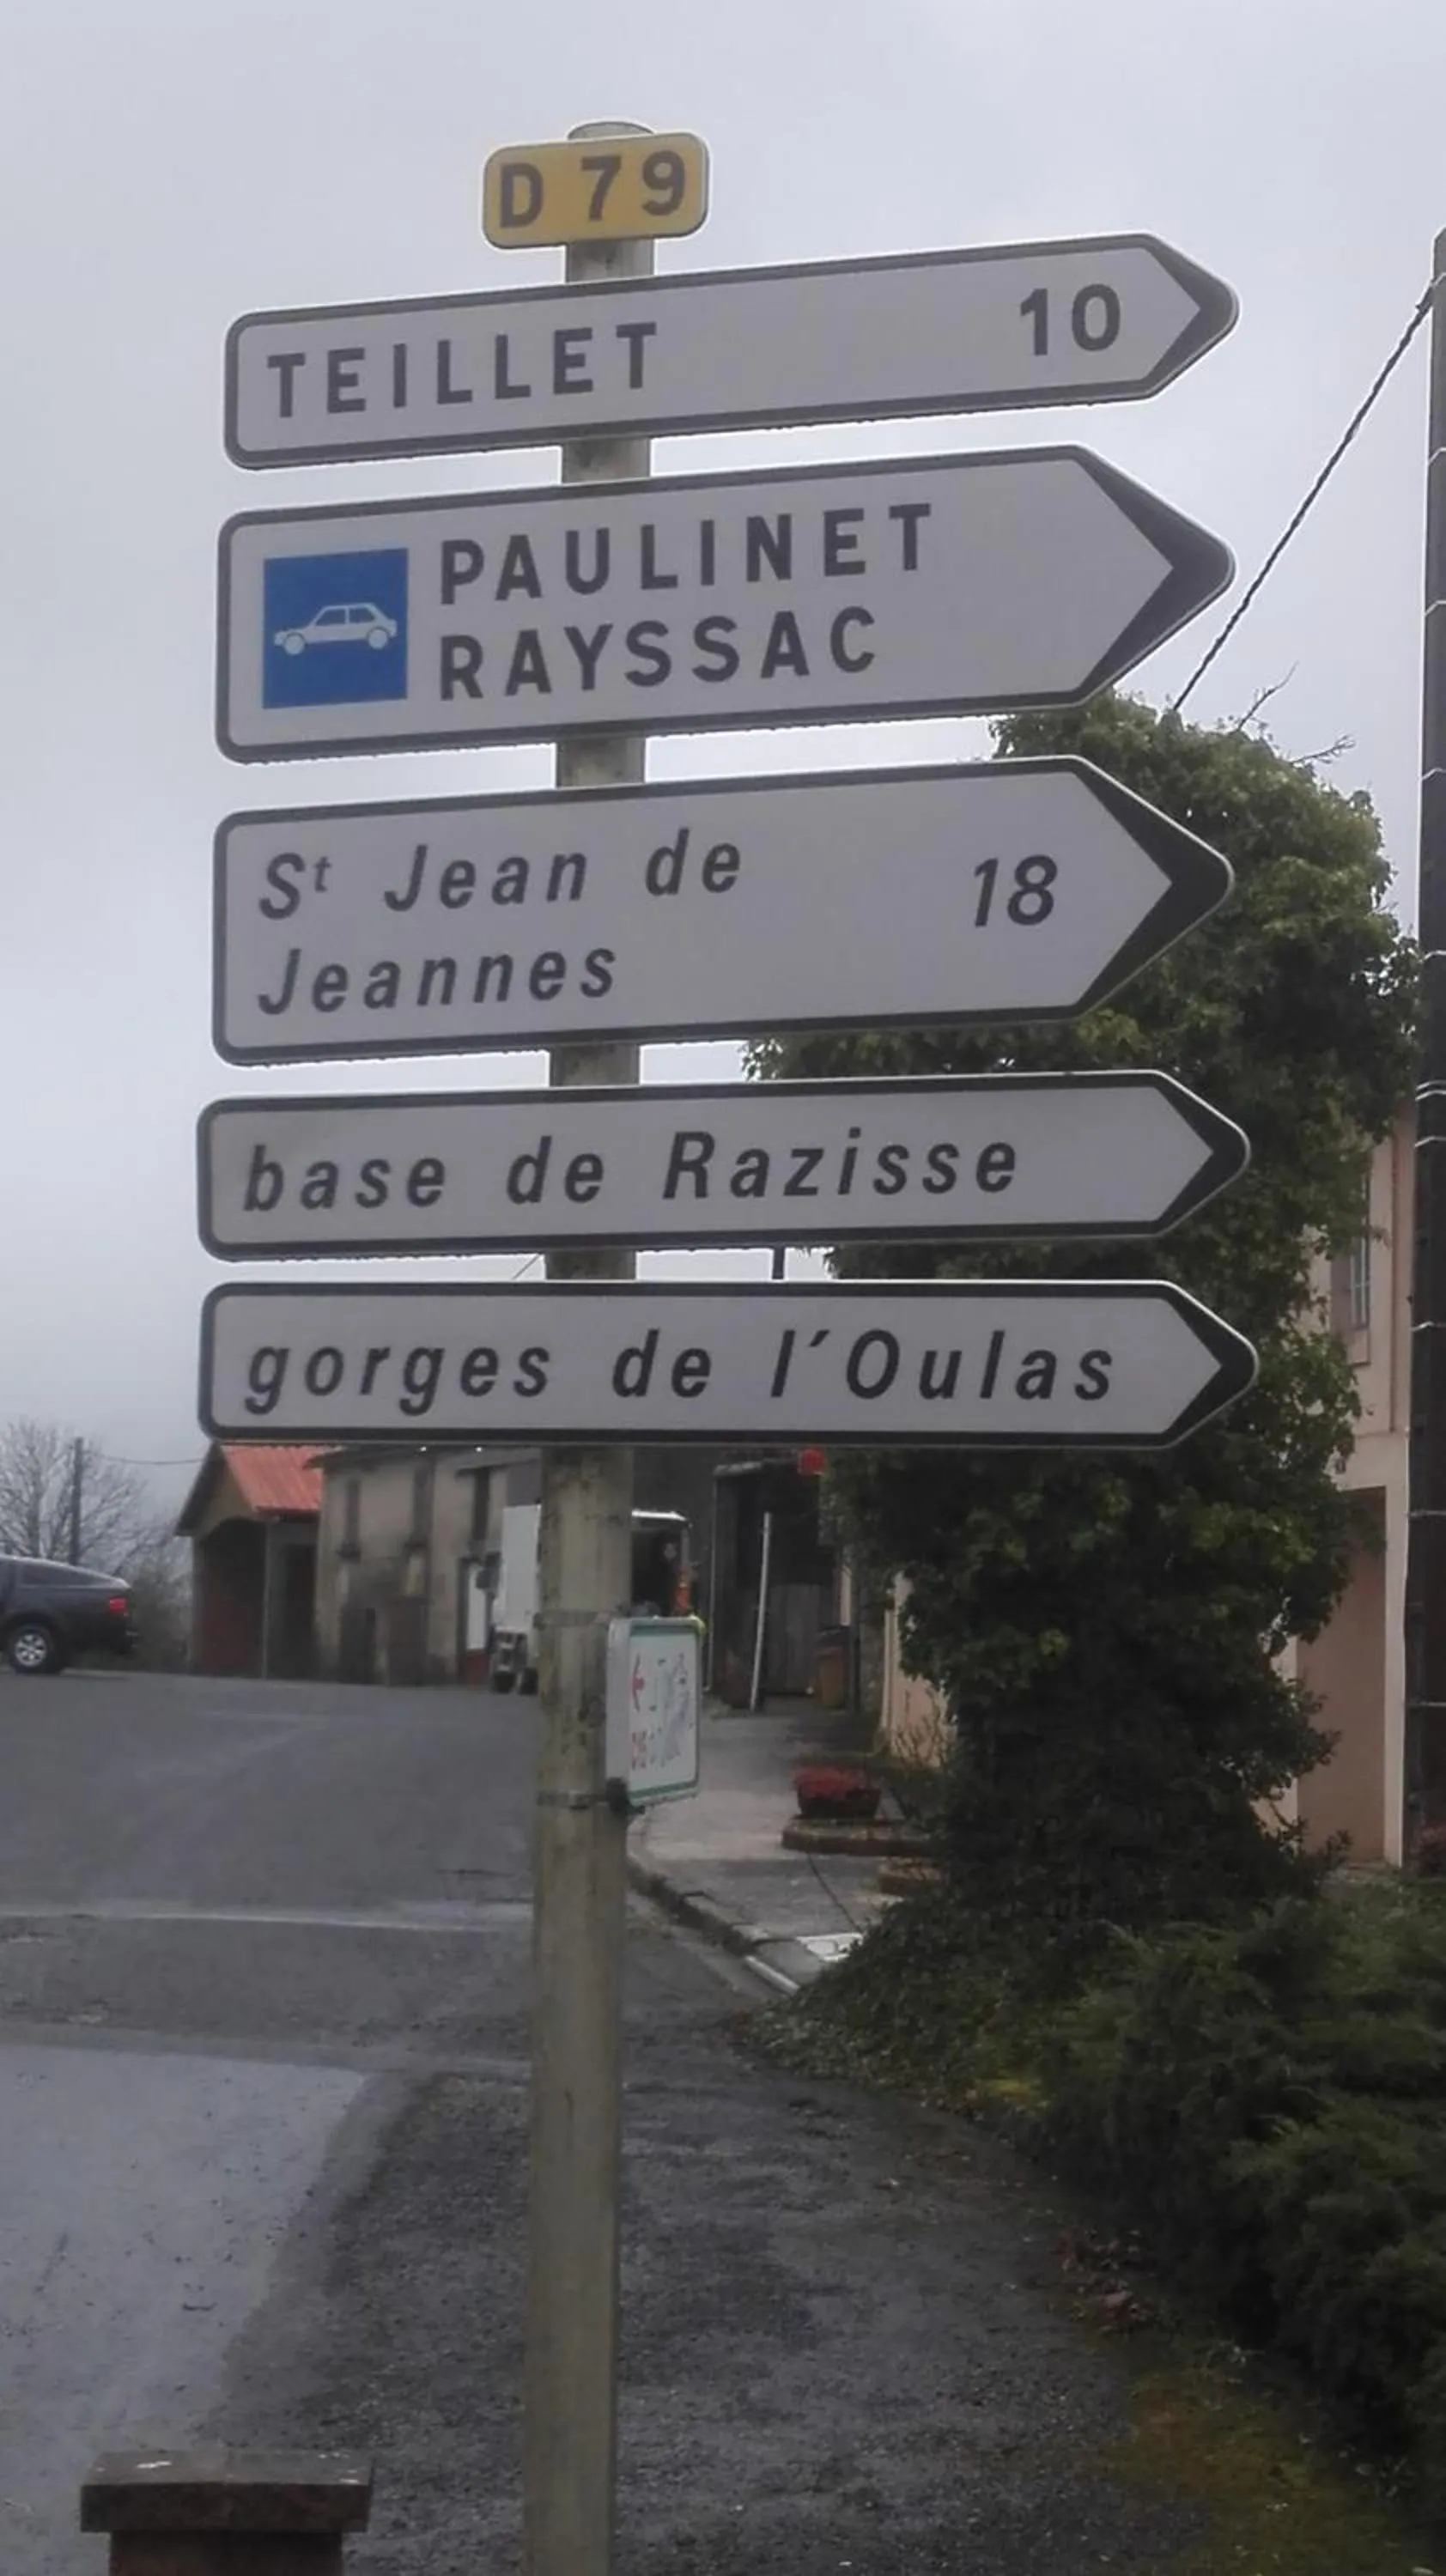 D 79
TEILLET 10
PAULINET
RAYSSAC
St Jean de 18
Jeannes
base de Razisse
gorges de l'Oulas